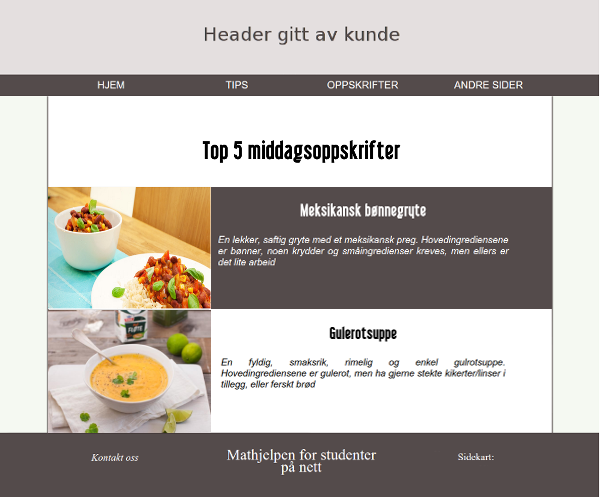 Header gitt av kunde
HJEM TIPS OPPSKRIFTER ANDRE SIDER
Top 5 middagsoppskrifter
Meksikansk bønnegryte
En lekker, saftig gryte med et meksikansk preg. Hovedingrediensene
er bønner, noen krydder og småingredienser kreves, men ellers er
det lite arbeid
Gulerotsuppe
En fyldig, smaksrik, rimelig og enkel gulrotsuppe.
Hovedingrediensene er gulerot, men ha gjerne stekte kikerter/linser i
tillegg, eller ferskt brød
Kontakt oss
Mathjelpen for studenter
på nett
Sidekart: